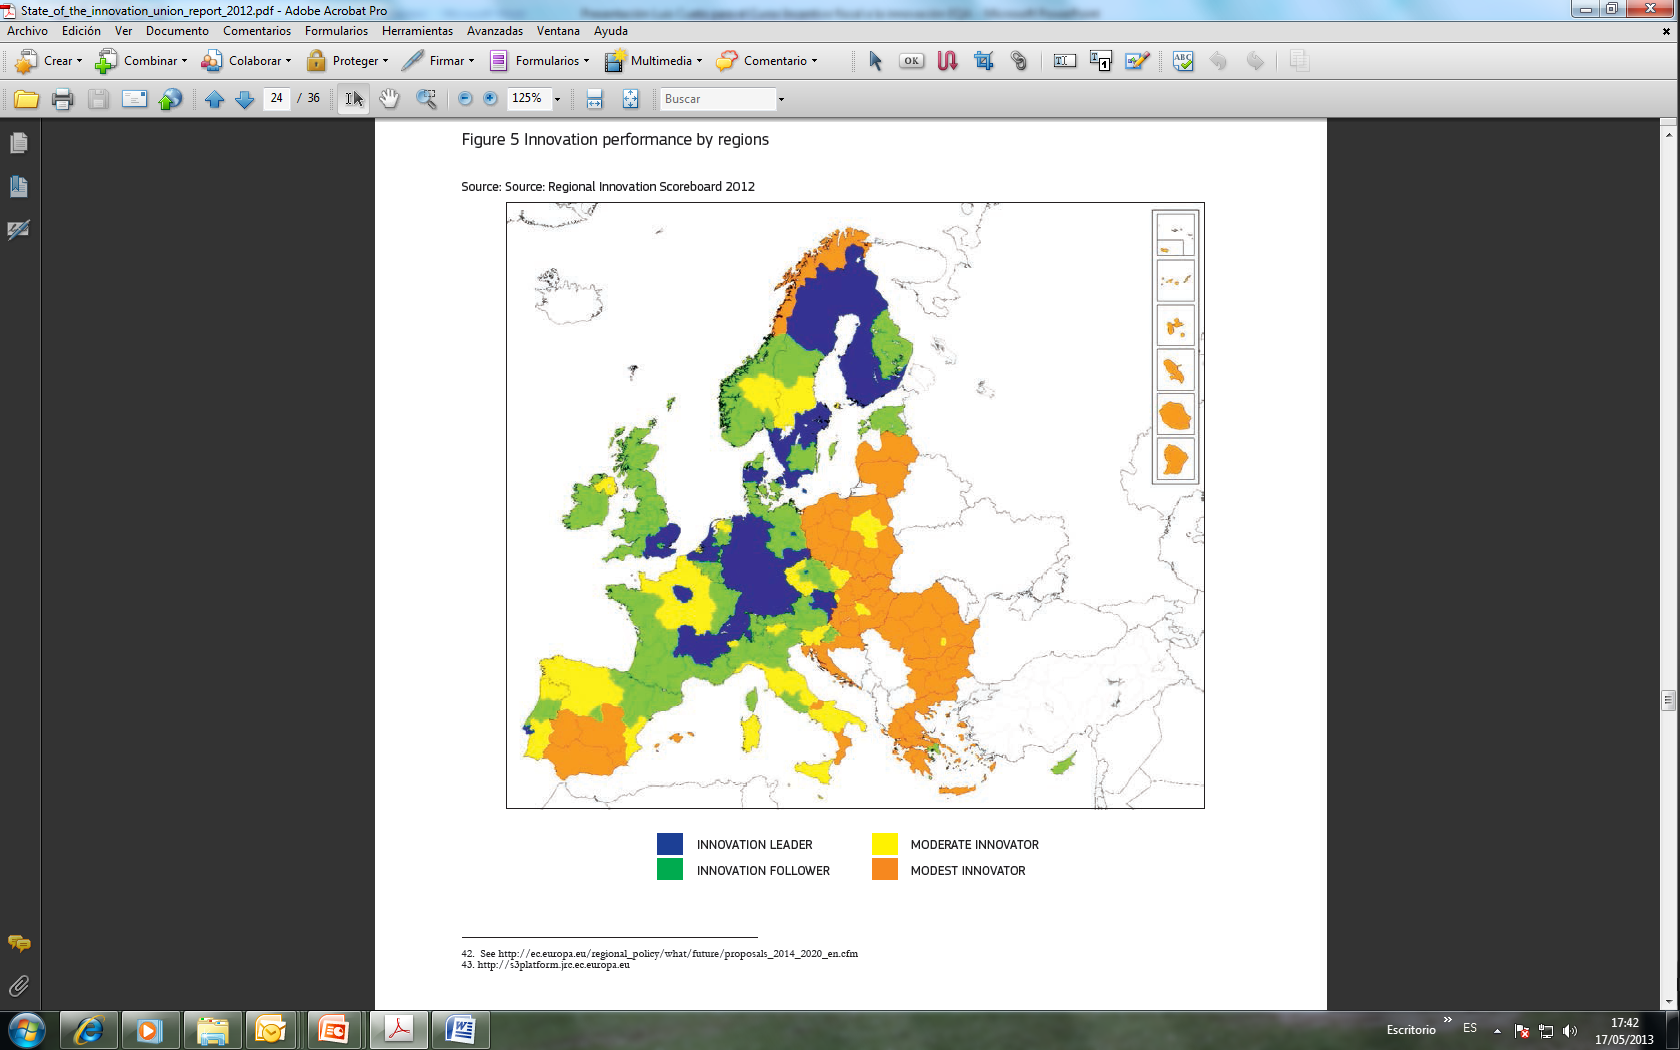 State_of_the_innovation_union_report_2012.pdf - Adobe Acrobat Pro
Archivo Edición Ver Documento Comentarios Formularios Herramientas Avanzadas Ventana Ayuda
Crear Combinar Colaborar Proteger Firmar Formularios Multimedia Comentario OK
24 / 36 125% Buscar
Figure 5 Innovation performance by regions
Source: Source: Regional Innovation Scoreboard 2012
INNOVATION LEADER MODERATE INNOVATOR
INNOVATION FOLLOWER MODEST INNOVATOR
42. See http://ec.europa.eu/regional_policy/what/future/proposals_2014_2020_en.cfm
43. http://s3platform.jrc.ec.europa.eu
Escritorio » ES 17:42
17/05/2013